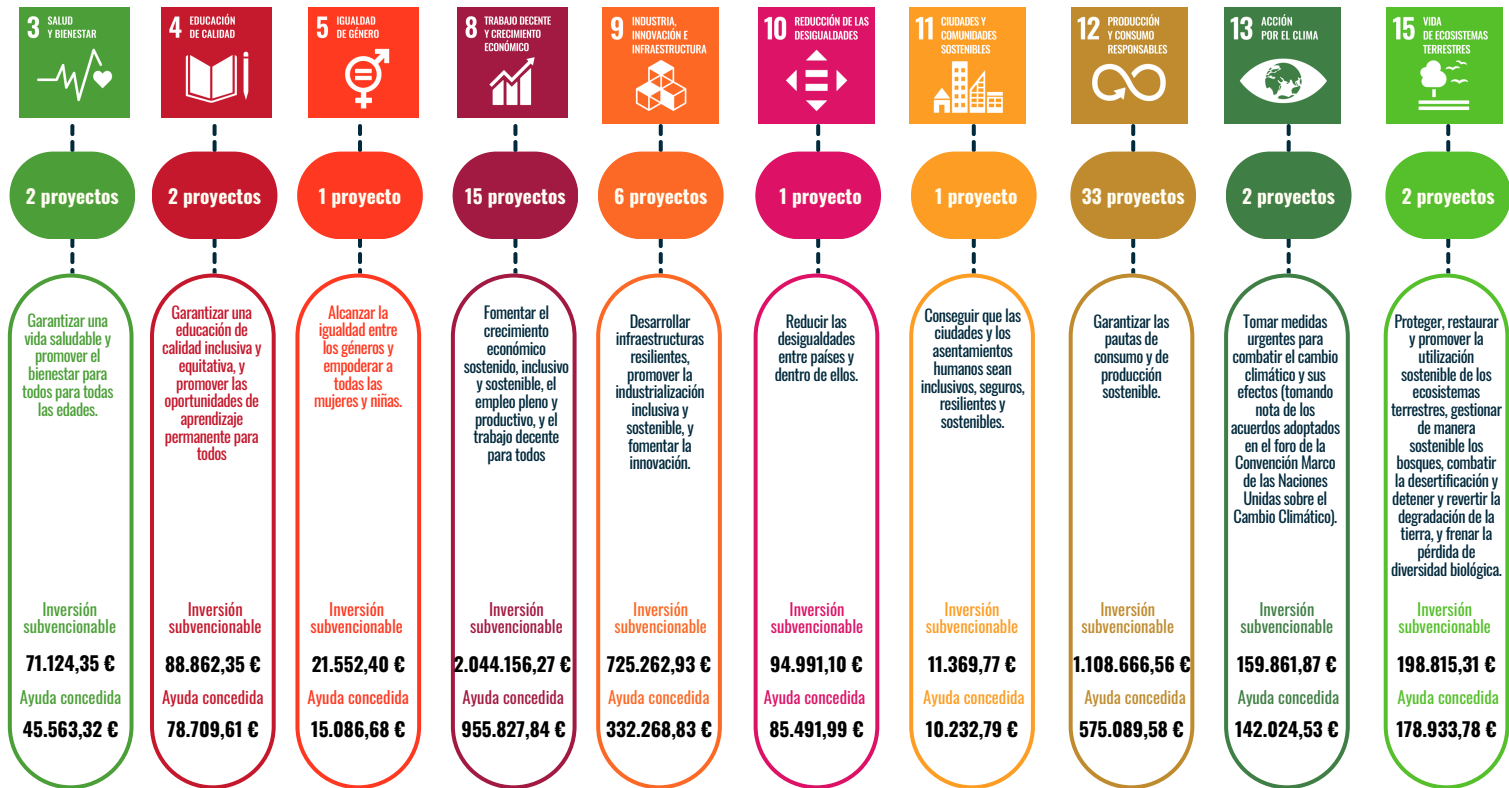 3 SALUD
Y BIENESTAR
2 proyectos
Garantizar una
vida saludable y
promover el
bienestar para
todos para todas
las edades.
Inversión
subvencionable
71.124,35 €
Ayuda concedida
45.563,32 €
4 EDUCACIÓN
DE CALIDAD
2 proyectos
Garantizar una
educación de
calidad inclusiva y
equitativa, y
promover las
oportunidades de
aprendizaje
permanente para
todos
Inversión
subvencionable
88.862,35 €
Ayuda concedida
78.709,61 €
5 IGUALDAD
DE GÉNERO
1 proyecto
Alcanzar la
igualdad entre
los géneros y
empoderar a
todas las
mujeres y niñas.
Inversión
subvencionable
21.552,40 €
Ayuda concedida
15.086,68 €
8 TRABAJO DECENTE
Y CRECIMIENTO
ECONÓMICO
15 proyectos
Fomentar el
crecimiento
económico
sostenido, inclusivo
y sostenible, el
empleo pleno y
productivo, y el
trabajo decente
para todos
Inversión
subvencionable
2.044.156,27 €
Ayuda concedida
955.827,84 €
9 INDUSTRIA,
INNOVACIÓN E
INFRAESTRUCTURA
6 proyectos
Desarrollar
infraestructuras
resilientes,
promover la
industrialización
inclusiva y
sostenible, y
fomentar la
innovación.
Inversión
subvencionable
725.262,93 €
Ayuda concedida
332.268,83 €
10 REDUCCIÓN DE LAS
DESIGUALDADES
1 proyecto
Reducir las
desigualdades
entre países y
dentro de ellos.
Inversión
subvencionable
94.991,10 €
Ayuda concedida
85.491,99 €
11 CIUDADES Y
COMUNIDADES
SOSTENIBLES
1 proyecto
Conseguir que las
ciudades y los
asentamientos
humanos sean
inclusivos, seguros,
resilientes y
sostenibles.
Inversión
subvencionable
11.369,77 €
Ayuda concedida
10.232,79 €
12 PRODUCCIÓN
Y CONSUMO
RESPONSABLES
33 proyectos
Garantizar las
pautas de
consumo y de
producción
sostenible.
Inversión
subvencionable
1.108.666,56 €
Ayuda concedida
575.089,58 €
13 ACCIÓN
POR EL CLIMA
2 proyectos
Tomar medidas
urgentes para
combatir el cambio
climático y sus
efectos (tomando
nota de los
acuerdos adoptados
en el foro de la
Convención Marco
de las Naciones
Unidas sobre el
Cambio Climático).
Inversión
subvencionable
159.861,87 €
Ayuda concedida
142.024,53 €
15 VIDA
DE ECOSISTEMAS
TERRESTRES
2 proyectos
Proteger, restaurar
y promover la
utilización
sostenible de los
ecosistemas
terrestres, gestionar
de manera
sostenible los
bosques, combatir
la desertificación y
detener y revertir la
degradación de la
tierra, y frenar la
pérdida de
diversidad biológica.
Inversión
subvencionable
198.815,31 €
Ayuda concedida
178.933,78 €